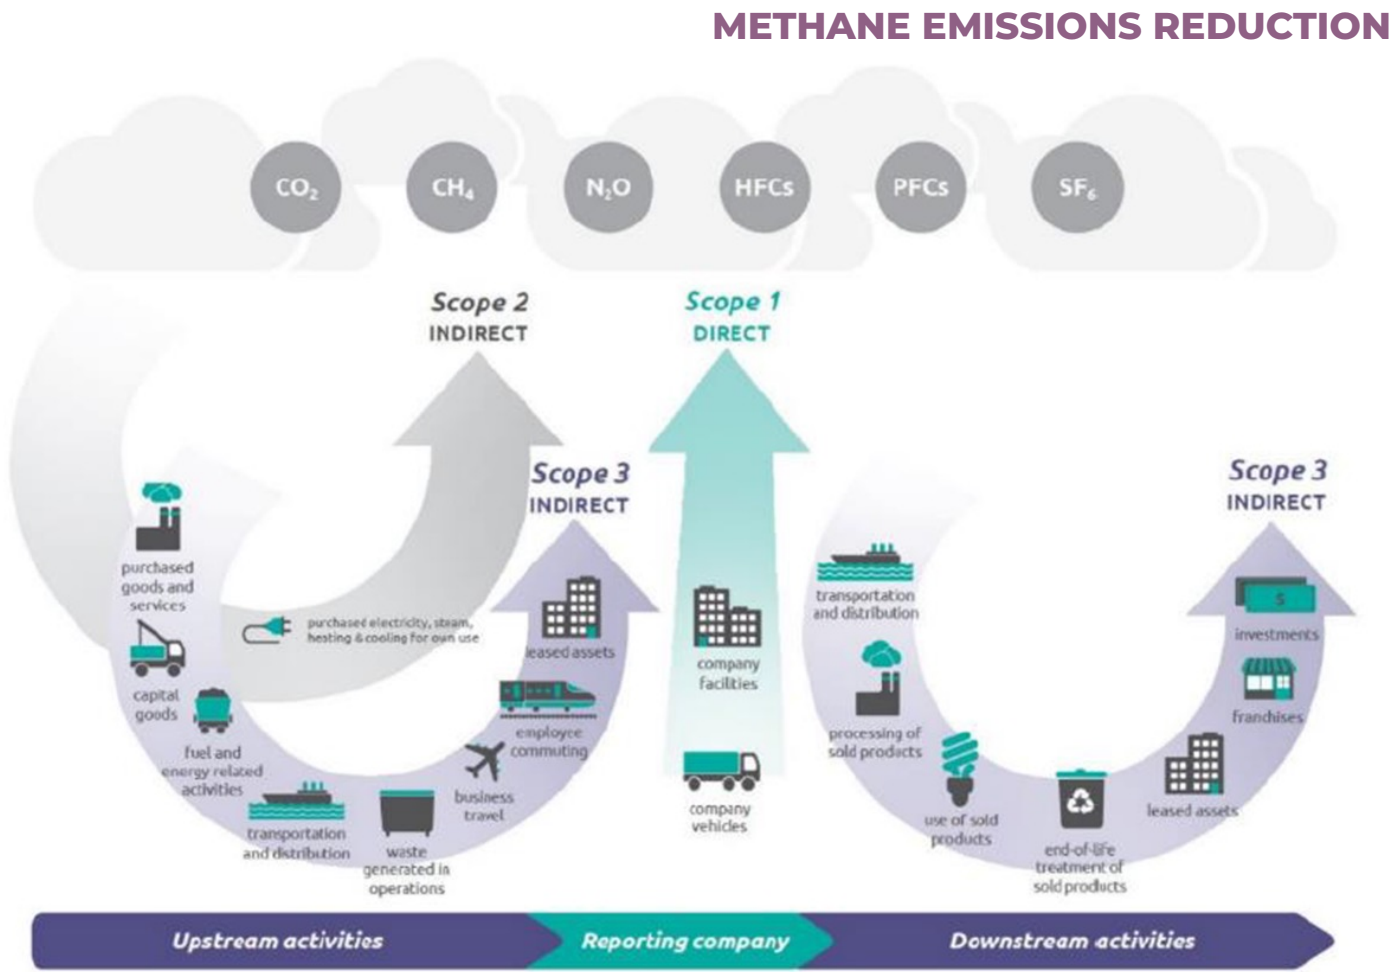 METHANE EMISSIONS REDUCTION
CO₂
CH₄
N₂O
HFCs
PFCs
SF₆
Scope 2
INDIRECT
Scope 1
DIRECT
Scope 3
INDIRECT
Scope 3
INDIRECT
purchased
goods and
services
capital
goods
fuel and
energy related
activities
transportation
and distribution
waste
generated in
operations
business
travel
employee
commuting
leased assets
purchased electricity, steam,
heating & cooling for own use
company
facilities
company
vehicles
transportation
and distribution
processing of
sold products
use of sold
products
end-of-life
treatment of
sold products
leased assets
franchises
investments
$
Upstream activities
Reporting company
Downstream activities